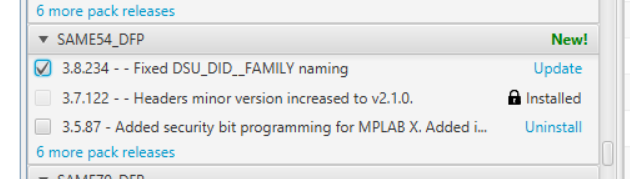 6 more pack releases
SAME54_DFP New!
3.8.234 - - Fixed DSU_DID__FAMILY naming Update
3.7.122 - - Headers minor version increased to v2.1.0. Installed
3.5.87 - Added security bit programming for MPLAB X. Added i... Uninstall
6 more pack releases
SAME70_DFP